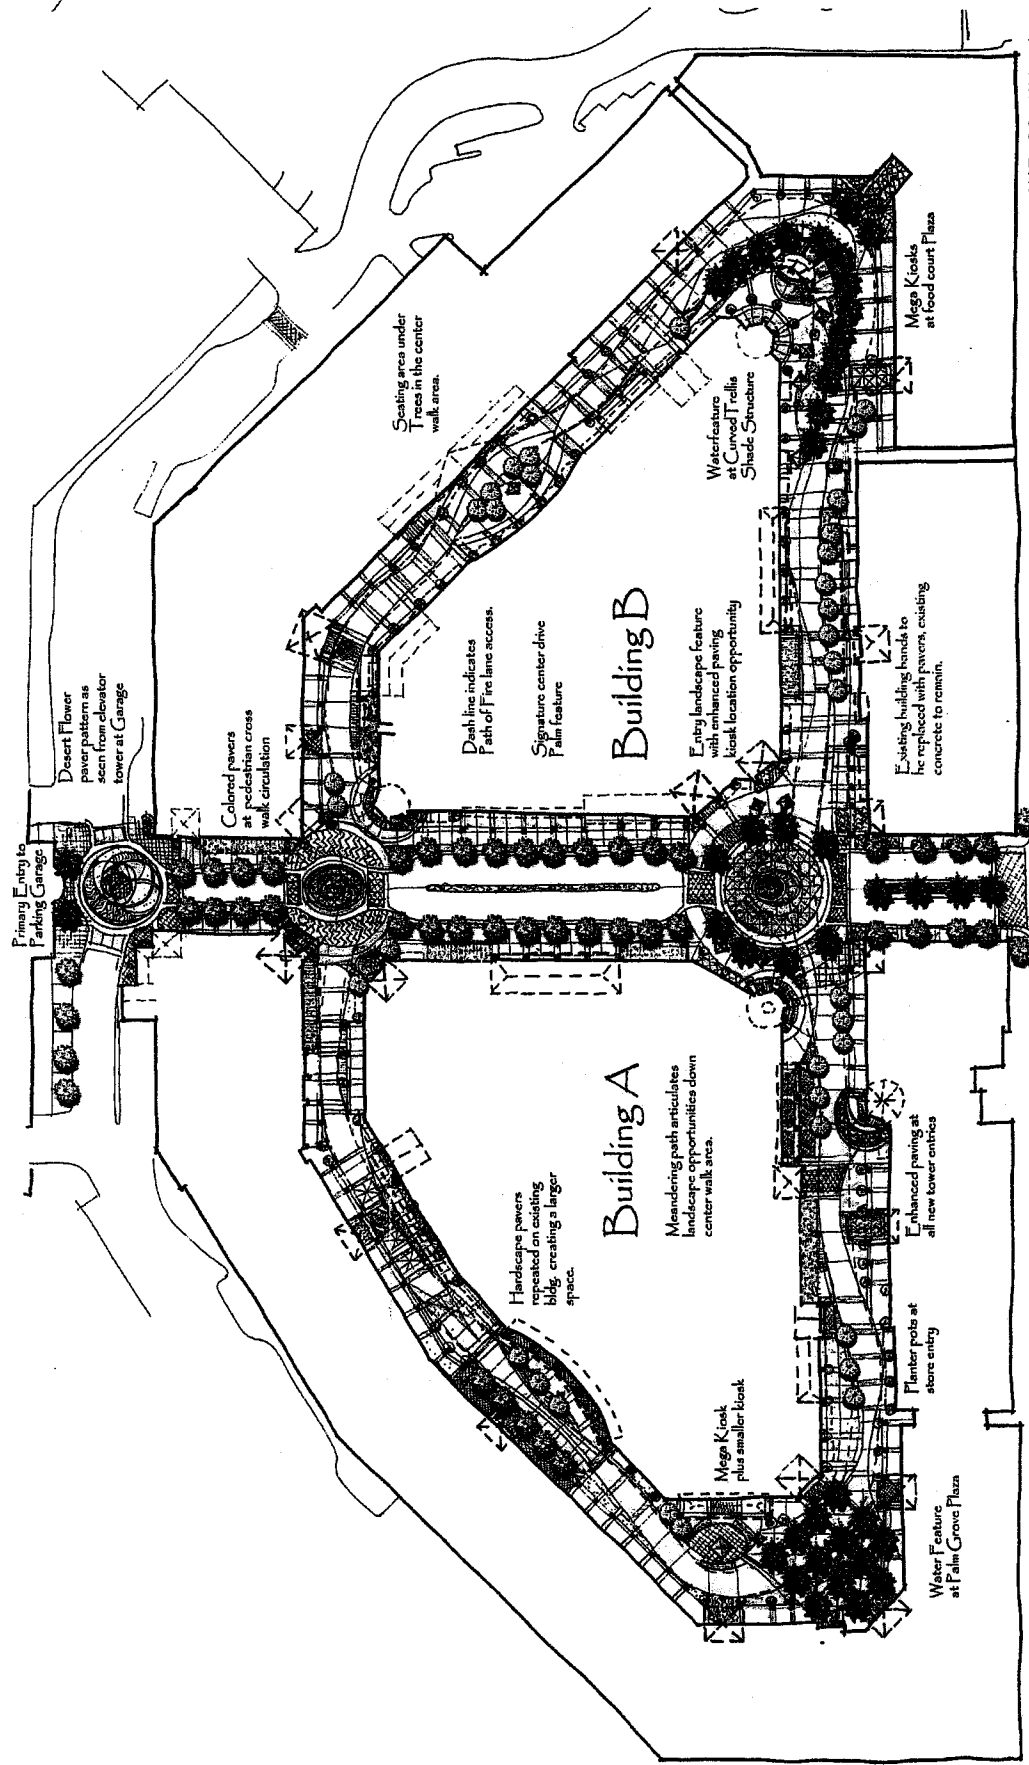 Primary Entry to
Parking Garage
Desert Flower
paver pattern as
seen from elevator
tower at Garage
Colored pavers
at pedestrian cross
walk circulation
Seating area under
Trees in the center
walk area.
Dash line indicates
Path of Fire lane access.
Signature center drive
Palm feature
Building B
Entry landscape feature
with enhanced paving
kiosk location opportunity
Waterfeature
at Curved Trellis
Shade Structure
Mega Kiosks
at food court Plaza
Existing building bands to
be replaced with pavers, existing
concrete to remain.
Hardscape pavers
repeated on existing
bldg. creating a larger
space.
Building A
Meandering path articulates
landscape opportunities down
center walk area.
Mega Kiosk
plus smaller kiosk
Enhanced paving at
all new tower entries
Planter pots at
store entry
Water Feature
at Palm Grove Plaza